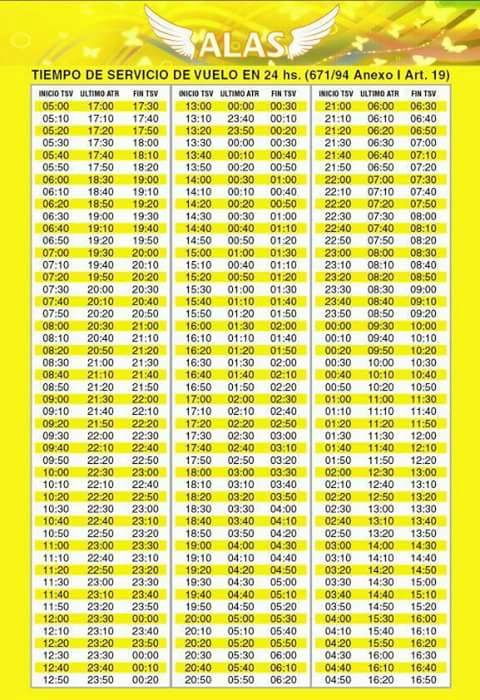 ALAS
TIEMPO DE SERVICIO DE VUELO EN 24 hs. (671/94 Anexo I Art. 19)
INICIO TSV ULTIMO ATR FIN TSV INICIO TSV ULTIMO ATR FIN TSV INICIO TSV ULTIMO ATR FIN TSV
05:00 17:00 17:30 13:00 00:00 00:30 21:00 06:00 06:30
05:10 17:10 17:40 13:10 23:40 00:10 21:10 06:10 06:40
05:20 17:20 17:50 13:20 23:50 00:20 21:20 06:20 06:50
05:30 17:30 18:00 13:30 00:00 00:30 21:30 06:30 07:00
05:40 17:40 18:10 13:40 00:10 00:40 21:40 06:40 07:10
05:50 17:50 18:20 13:50 00:20 00:50 21:50 06:50 07:20
06:00 18:30 19:00 14:00 00:30 01:00 22:00 07:00 07:30
06:10 18:40 19:10 14:10 00:10 00:40 22:10 07:10 07:40
06:20 18:50 19:20 14:20 00:20 00:50 22:20 07:20 07:50
06:30 19:00 19:30 14:30 00:30 01:00 22:30 07:30 08:00
06:40 19:10 19:40 14:40 00:40 01:10 22:40 07:40 08:10
06:50 19:20 19:50 14:50 00:50 01:20 22:50 07:50 08:20
07:00 19:30 20:00 15:00 01:00 01:30 23:00 08:00 08:30
07:10 19:40 20:10 15:10 00:40 01:10 23:10 08:10 08:40
07:20 19:50 20:20 15:20 00:50 01:20 23:20 08:20 08:50
07:30 20:00 20:30 15:30 01:00 01:30 23:30 08:30 09:00
07:40 20:10 20:40 15:40 01:10 01:40 23:40 08:40 09:10
07:50 20:20 20:50 15:50 01:20 01:50 23:50 08:50 09:20
08:00 20:30 21:00 16:00 01:30 02:00 00:00 09:30 10:00
08:10 20:40 21:10 16:10 01:10 01:40 00:10 09:40 10:10
08:20 20:50 21:20 16:20 01:20 01:50 00:20 09:50 10:20
08:30 21:00 21:30 16:30 01:30 02:00 00:30 10:00 10:30
08:40 21:10 21:40 16:40 01:40 02:10 00:40 10:10 10:40
08:50 21:20 21:50 16:50 01:50 02:20 00:50 10:20 10:50
09:00 21:30 22:00 17:00 02:00 02:30 01:00 11:00 11:30
09:10 21:40 22:10 17:10 02:10 02:40 01:10 11:10 11:40
09:20 21:50 22:20 17:20 02:20 02:50 01:20 11:20 11:50
09:30 22:00 22:30 17:30 02:30 03:00 01:30 11:30 12:00
09:40 22:10 22:40 17:40 02:40 03:10 01:40 11:40 12:10
09:50 22:20 22:50 17:50 02:50 03:20 01:50 11:50 12:20
10:00 22:30 23:00 18:00 03:00 03:30 02:00 12:30 13:00
10:10 22:10 22:40 18:10 03:10 03:40 02:10 12:40 13:10
10:20 22:20 22:50 18:20 03:20 03:50 02:20 12:50 13:20
10:30 22:30 23:00 18:30 03:30 04:00 02:30 13:00 13:30
10:40 22:40 23:10 18:40 03:40 04:10 02:40 13:10 13:40
10:50 22:50 23:20 18:50 03:50 04:20 02:50 13:20 13:50
11:00 23:00 23:30 19:00 04:00 04:30 03:00 14:00 14:30
11:10 22:40 23:10 19:10 04:10 04:40 03:10 14:10 14:40
11:20 22:50 23:20 19:20 04:20 04:50 03:20 14:20 14:50
11:30 23:00 23:30 19:30 04:30 05:00 03:30 14:30 15:00
11:40 23:10 23:40 19:40 04:40 05:10 03:40 14:40 15:10
11:50 23:20 23:50 19:50 04:50 05:20 03:50 14:50 15:20
12:00 23:30 00:00 20:00 05:00 05:30 04:00 15:30 16:00
12:10 23:10 23:40 20:10 05:10 05:40 04:10 15:40 16:10
12:20 23:20 23:50 20:20 05:20 05:50 04:20 15:50 16:20
12:30 23:30 00:00 20:30 05:30 06:00 04:30 16:00 16:30
12:40 23:40 00:10 20:40 05:40 06:10 04:40 16:10 16:40
12:50 23:50 00:20 20:50 05:50 06:20 04:50 16:20 16:50